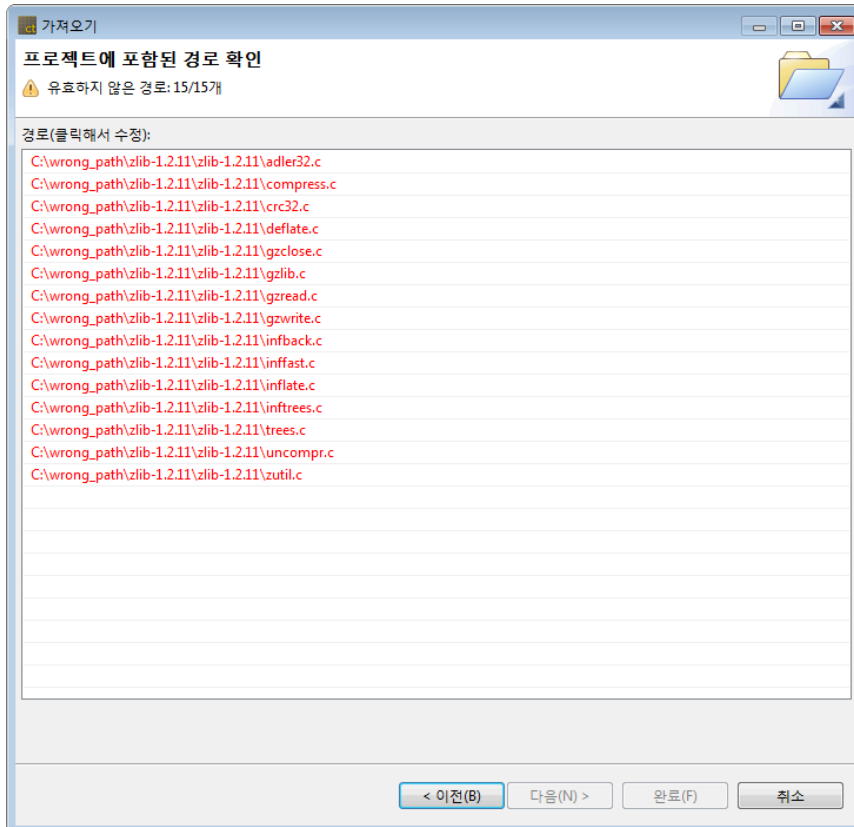 ct 가져오기
프로젝트에 포함된 경로 확인
유효하지 않은 경로: 15/15개
경로(클릭해서 수정):
C:\wrong_path\zlib-1.2.11\zlib-1.2.11\adler32.c
C:\wrong_path\zlib-1.2.11\zlib-1.2.11\compress.c
C:\wrong_path\zlib-1.2.11\zlib-1.2.11\crc32.c
C:\wrong_path\zlib-1.2.11\zlib-1.2.11\deflate.c
C:\wrong_path\zlib-1.2.11\zlib-1.2.11\gzclose.c
C:\wrong_path\zlib-1.2.11\zlib-1.2.11\gzlib.c
C:\wrong_path\zlib-1.2.11\zlib-1.2.11\gzread.c
C:\wrong_path\zlib-1.2.11\zlib-1.2.11\gzwrite.c
C:\wrong_path\zlib-1.2.11\zlib-1.2.11\infback.c
C:\wrong_path\zlib-1.2.11\zlib-1.2.11\inffast.c
C:\wrong_path\zlib-1.2.11\zlib-1.2.11\inflate.c
C:\wrong_path\zlib-1.2.11\zlib-1.2.11\inftrees.c
C:\wrong_path\zlib-1.2.11\zlib-1.2.11\trees.c
C:\wrong_path\zlib-1.2.11\zlib-1.2.11\uncompr.c
C:\wrong_path\zlib-1.2.11\zlib-1.2.11\zutil.c
< 이전(B) 다음(N) > 완료(F) 취소